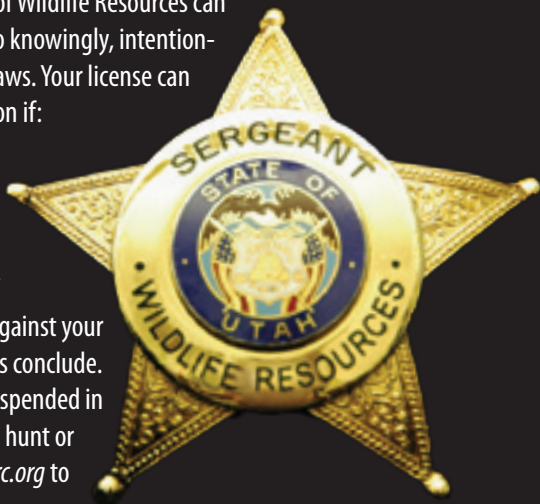 of Wildlife Resources can
o knowingly, intention-
aws. Your license can
on if:
gainst your
s conclude.
spended in
hunt or
rc.org to
SERGEANT
STATE OF
UTAH
• WILDLIFE RESOURCES •